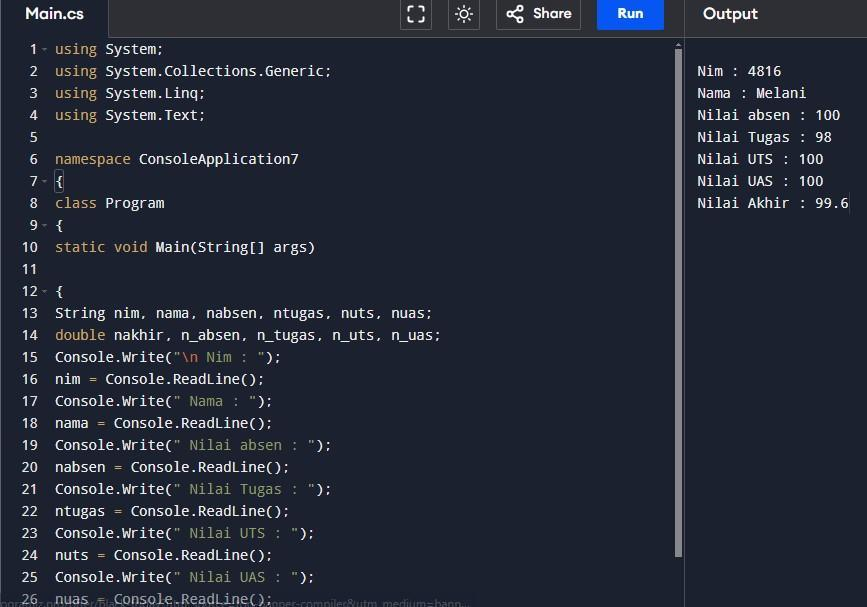 Main.cs
Share
Run
Output
1 using System;
2 using System.Collections.Generic;
3 using System.Linq;
4 using System.Text;
5
6 namespace ConsoleApplication7
7 {
8 class Program
9 {
10 static void Main(String[] args)
11
12 {
13 String nim, nama, nabsen, ntugas, nuts, nuas;
14 double nakhir, n_absen, n_tugas, n_uts, n_uas;
15 Console.Write("\n Nim : ");
16 nim = Console.ReadLine();
17 Console.Write(" Nama : ");
18 nama = Console.ReadLine();
19 Console.Write(" Nilai absen : ");
20 nabsen = Console.ReadLine();
21 Console.Write(" Nilai Tugas : ");
22 ntugas = Console.ReadLine();
23 Console.Write(" Nilai UTS : ");
24 nuts = Console.ReadLine();
25 Console.Write(" Nilai UAS : ");
26 nuas = Console.ReadLine();
Nim : 4816
Nama : Melani
Nilai absen : 100
Nilai Tugas : 98
Nilai UTS : 100
Nilai UAS : 100
Nilai Akhir : 99.6